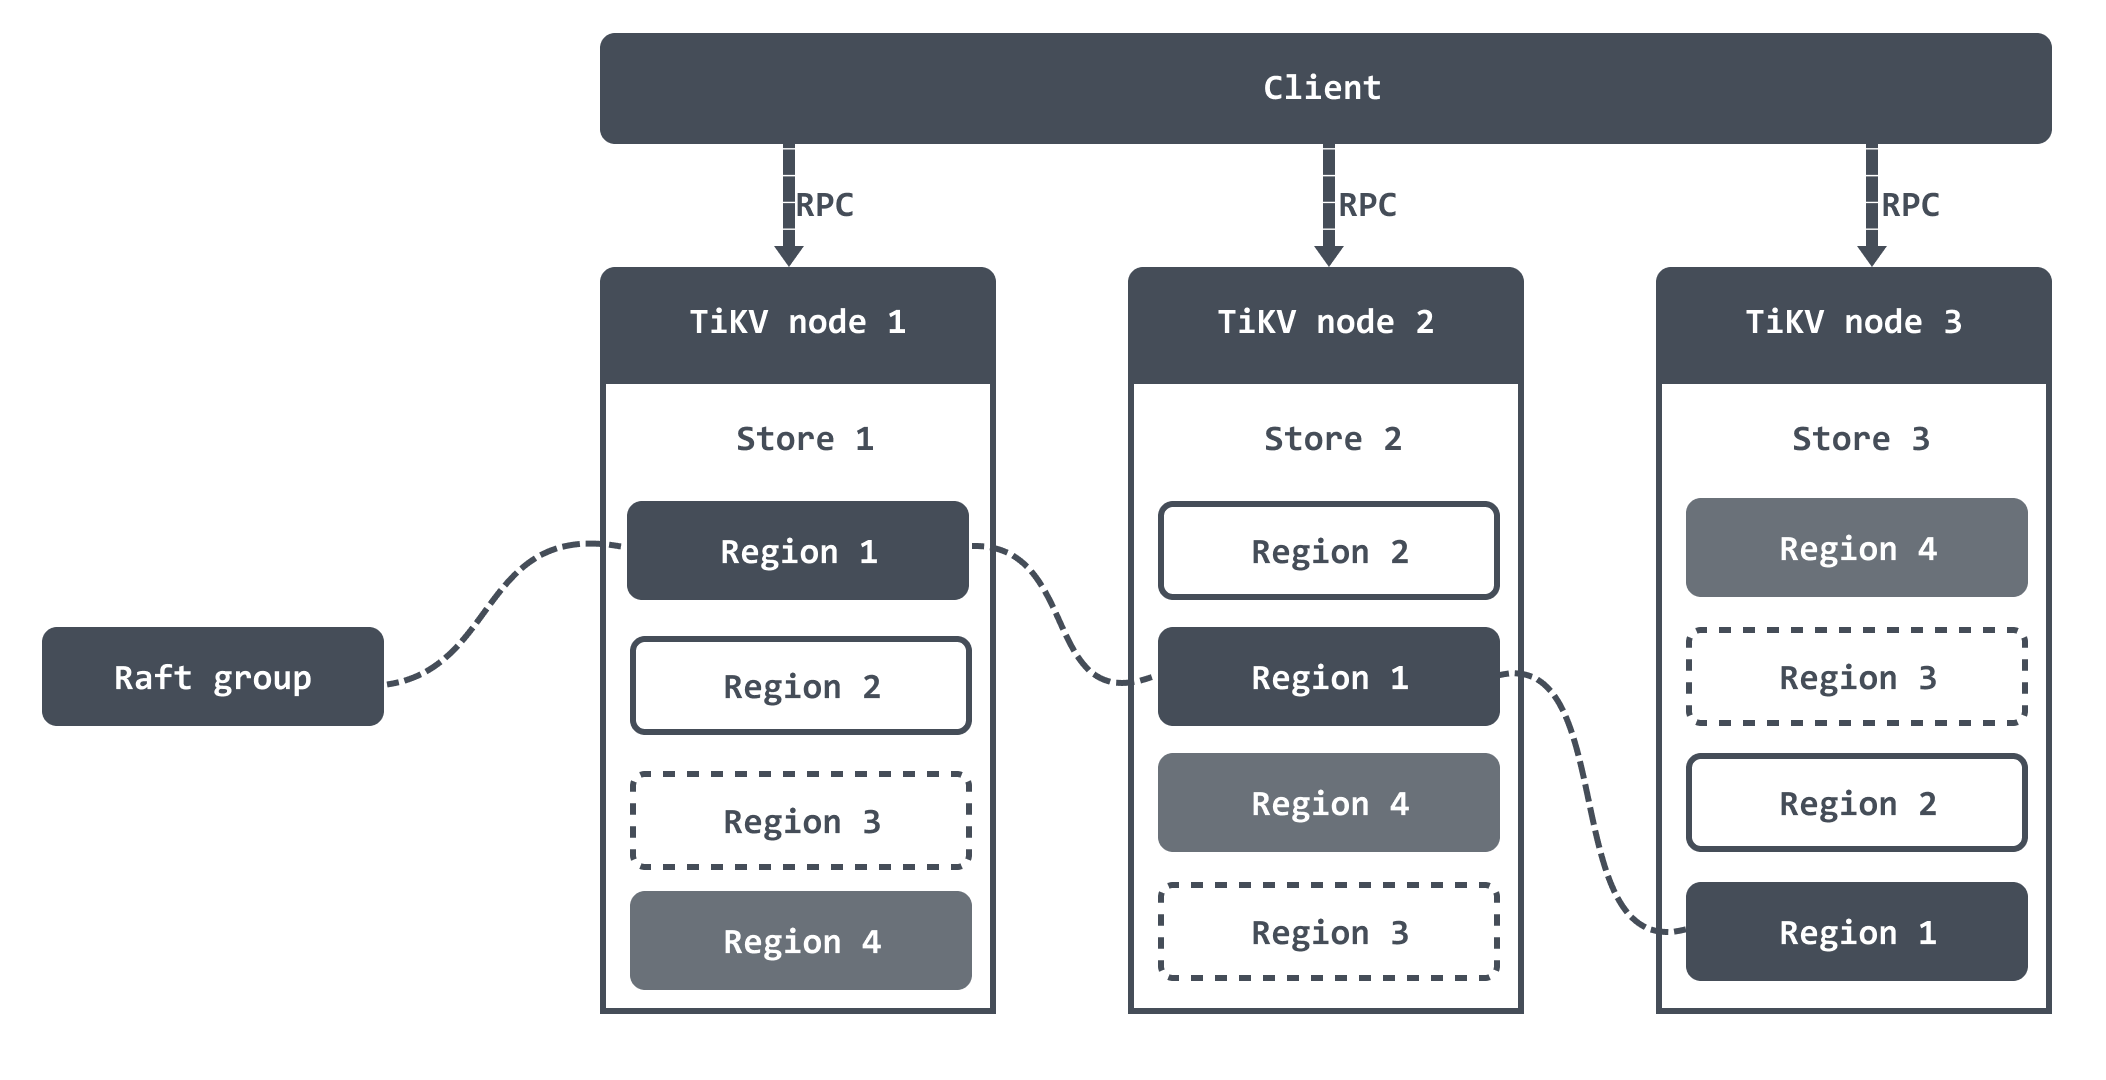 Client
RPC
RPC
RPC
TiKV node 1
TiKV node 2
TiKV node 3
Store 1
Store 2
Store 3
Raft group
Region 1
Region 2
Region 3
Region 4
Region 2
Region 1
Region 4
Region 3
Region 4
Region 3
Region 2
Region 1